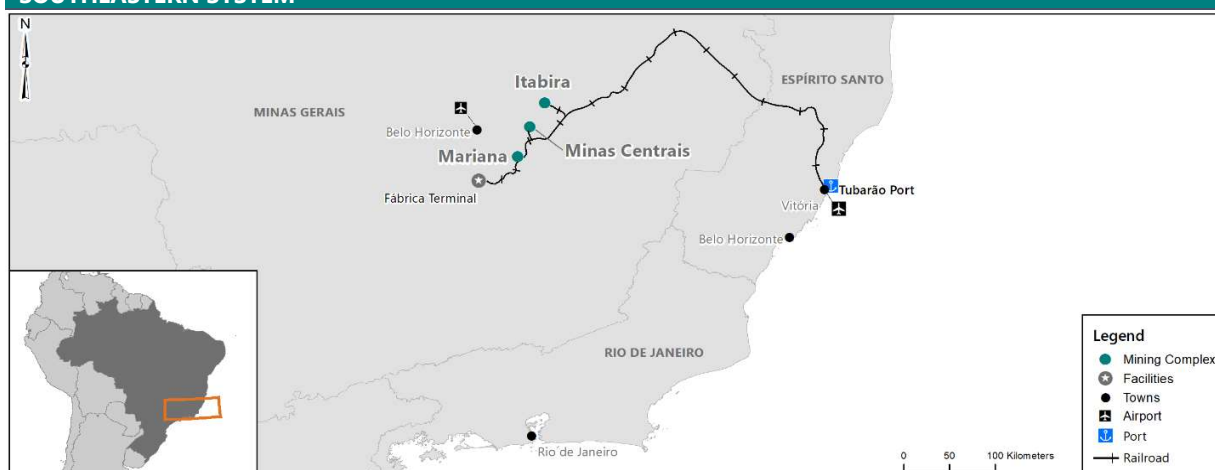 SOUTHEASTERN SYSTEM
N
ESPÍRITO SANTO
Itabira
MINAS GERAIS
Belo Horizonte
Minas Centrais
Mariana
Fábrica Terminal
Tubarão Port
Vitória
Belo Horizonte
RIO DE JANEIRO
Rio de Janeiro
Legend
Mining Complex
Facilities
Towns
Airport
Port
Railroad
0 50 100 Kilometers